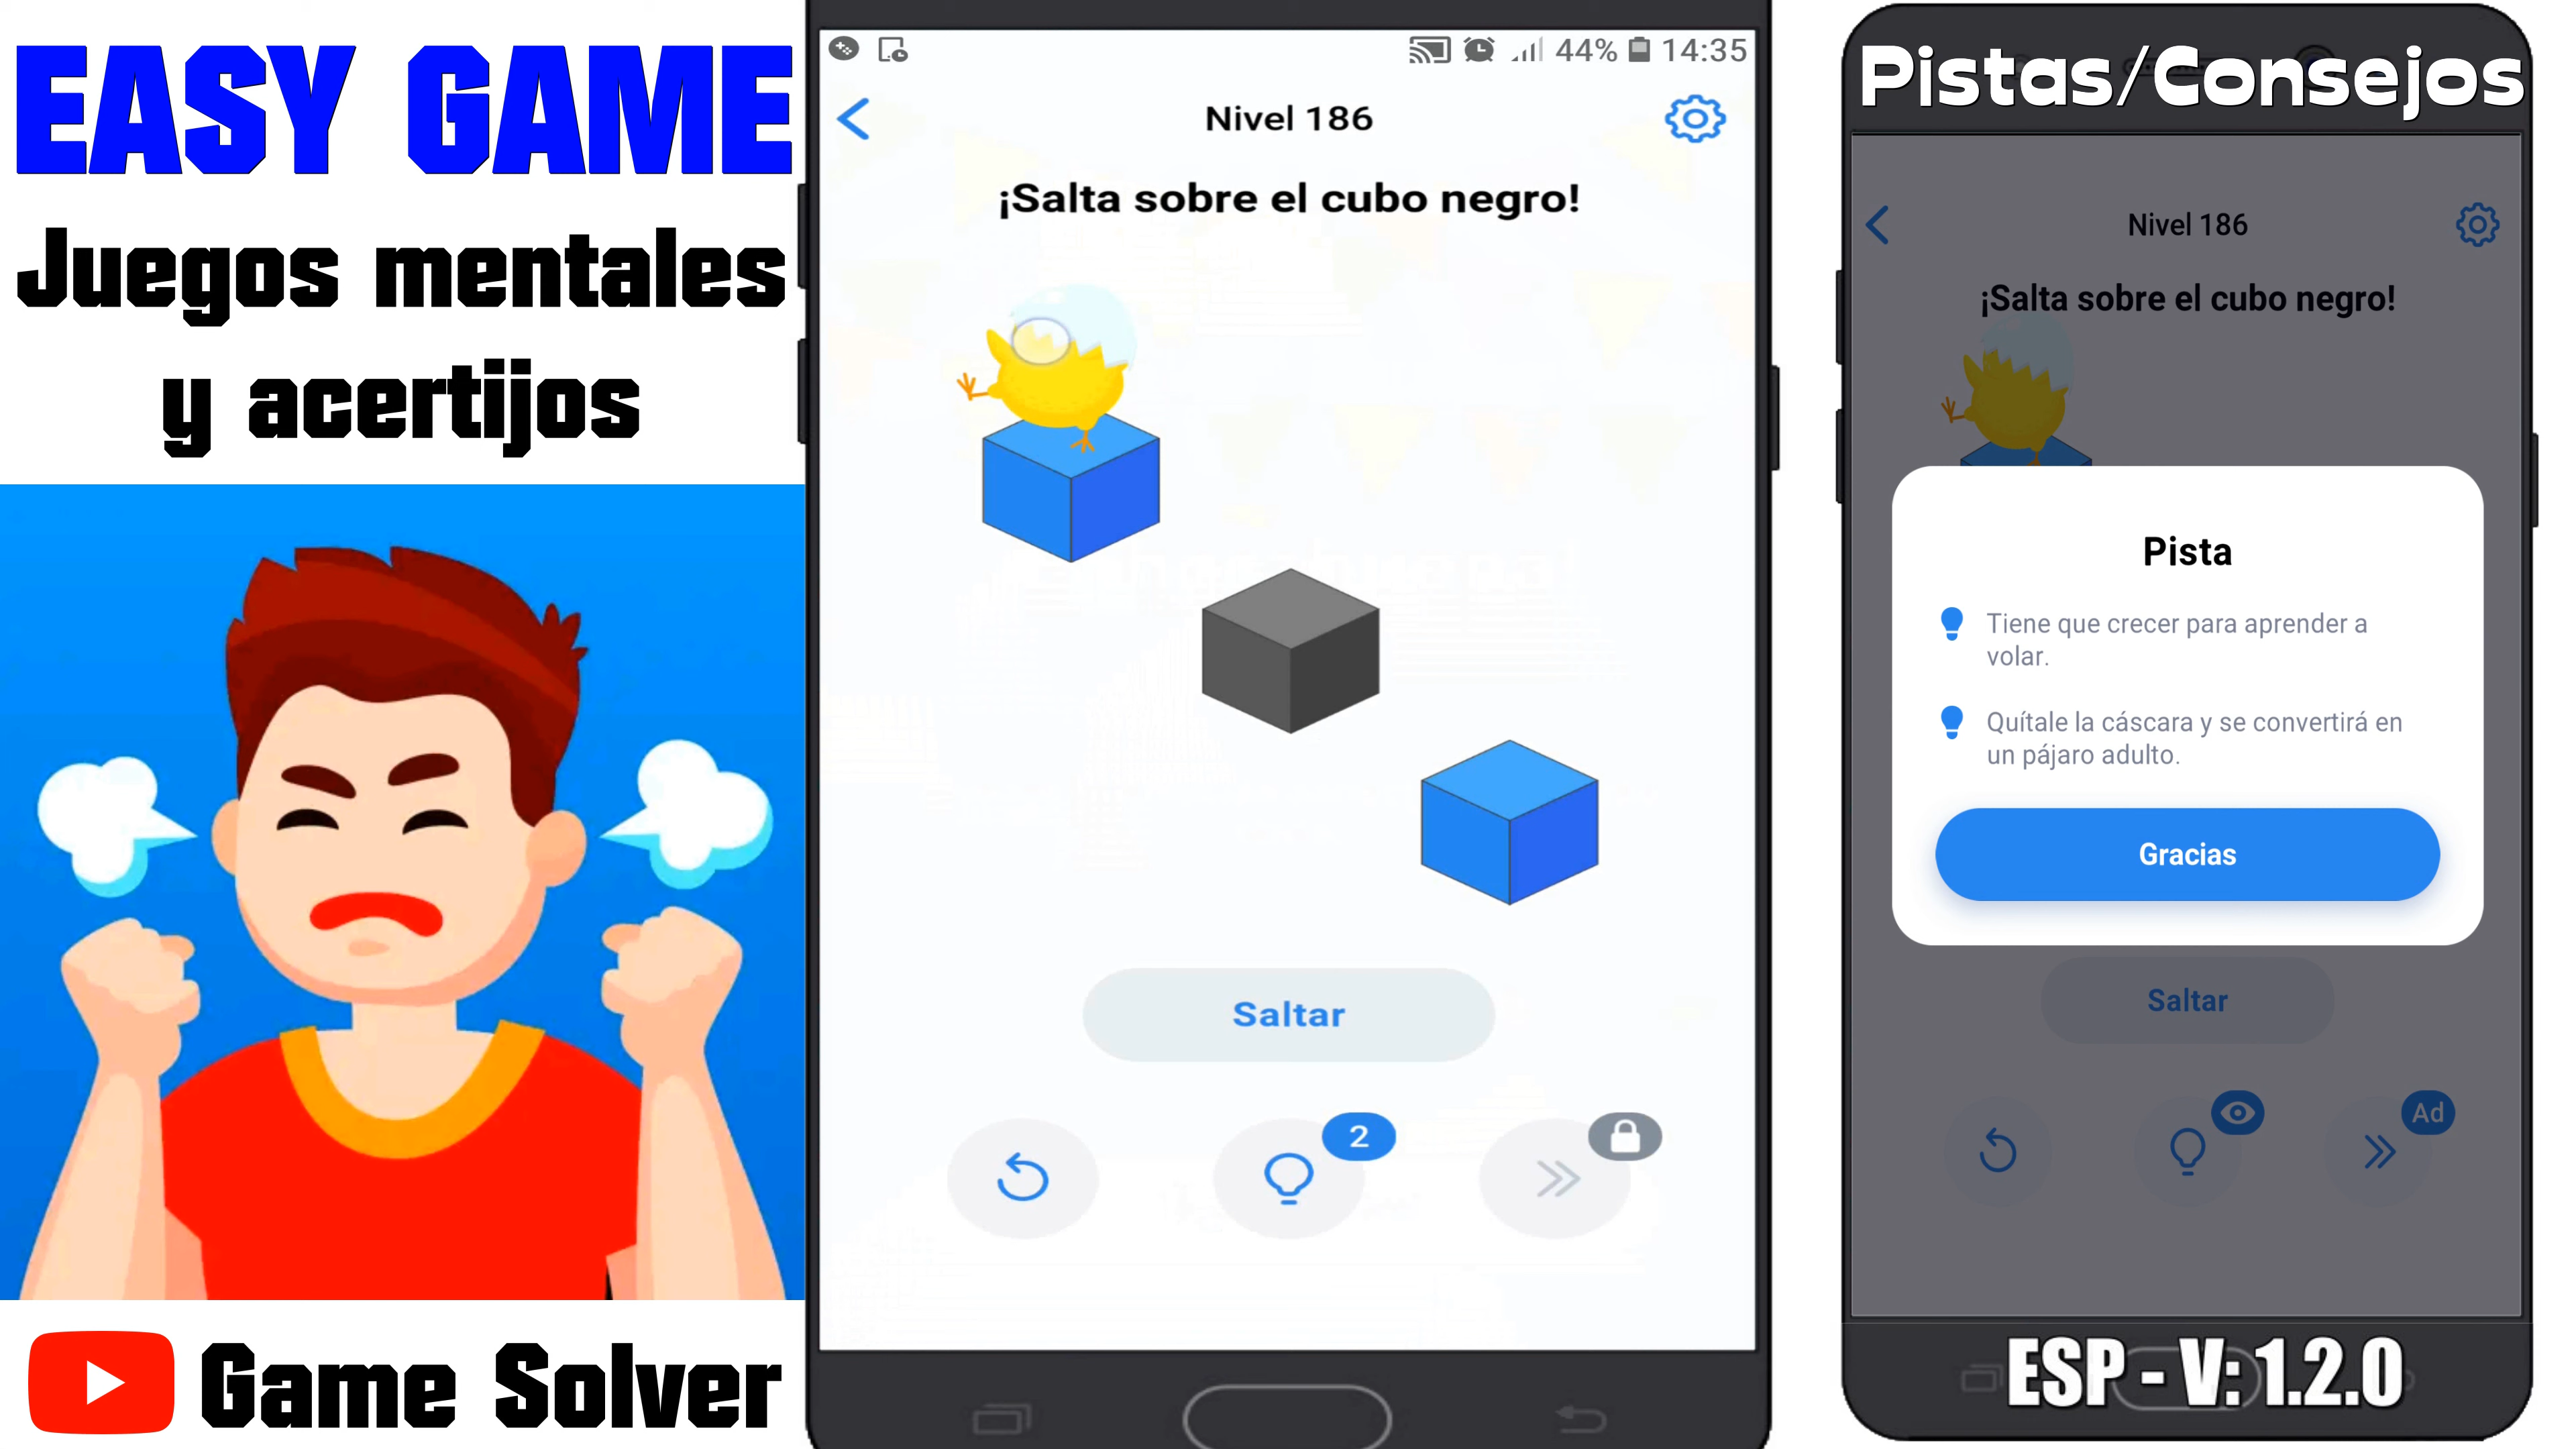 EASY GAME
Juegos mentales
y acertijos
Game Solver
44% 14:35
Nivel 186
¡Salta sobre el cubo negro!
Saltar
2
Pistas/Consejos
Nivel 186
¡Salta sobre el cubo negro!
Pista
Tiene que crecer para aprender a
volar.
Quítale la cáscara y se convertirá en
un pájaro adulto.
Gracias
Saltar
Ad
ESP - V: 1.2.0